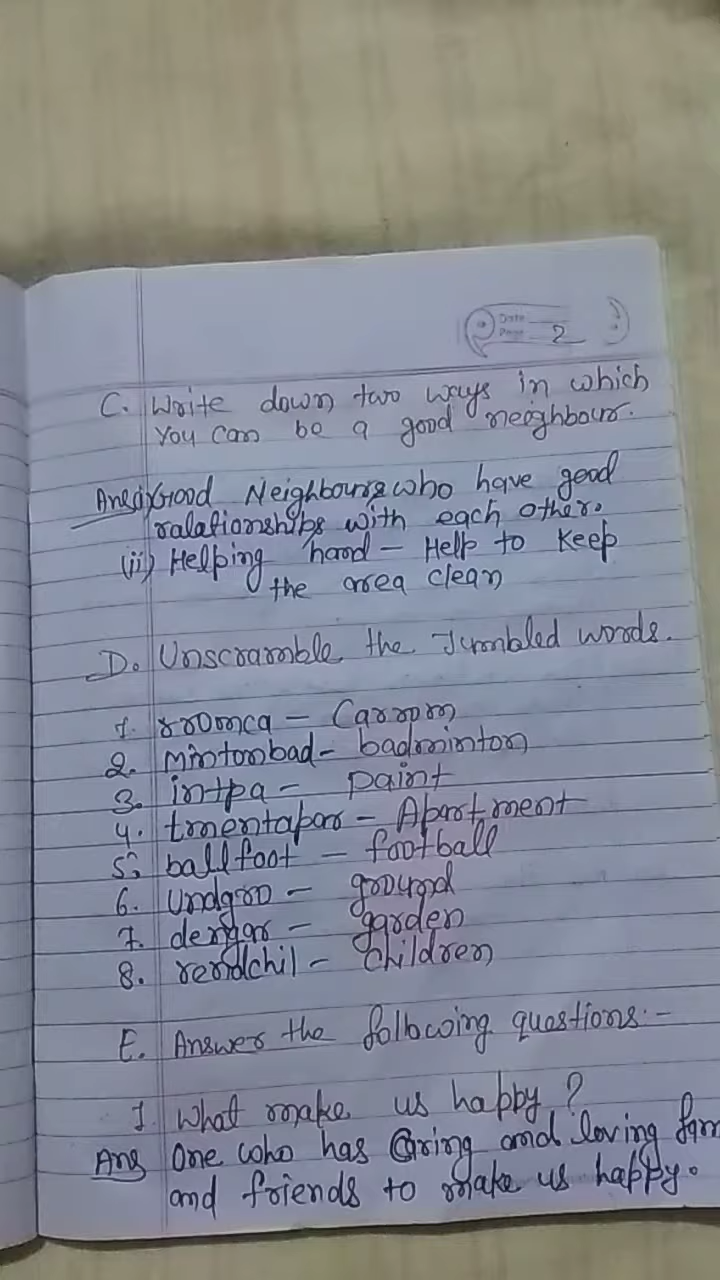 Date
Page 2
C. Write down two ways in which
you can be a good neighbour.
Ans i) Good Neighbours who have good
ralationships with each other.
(ii) Helping hand - Help to keep
the area clean
D. Unscramble the Jumbled words.
1. rromca - Carrom
2. mintonbad - badminton
3. intpa - paint
4. tmentapar - Apartment
5. ballfoot - football
6. undgro - ground
7. dengar - garden
8. rendchil - children
E. Answer the following questions:-
1 What make us happy ?
Ans One who has Caring and loving fam
and friends to make us happy.